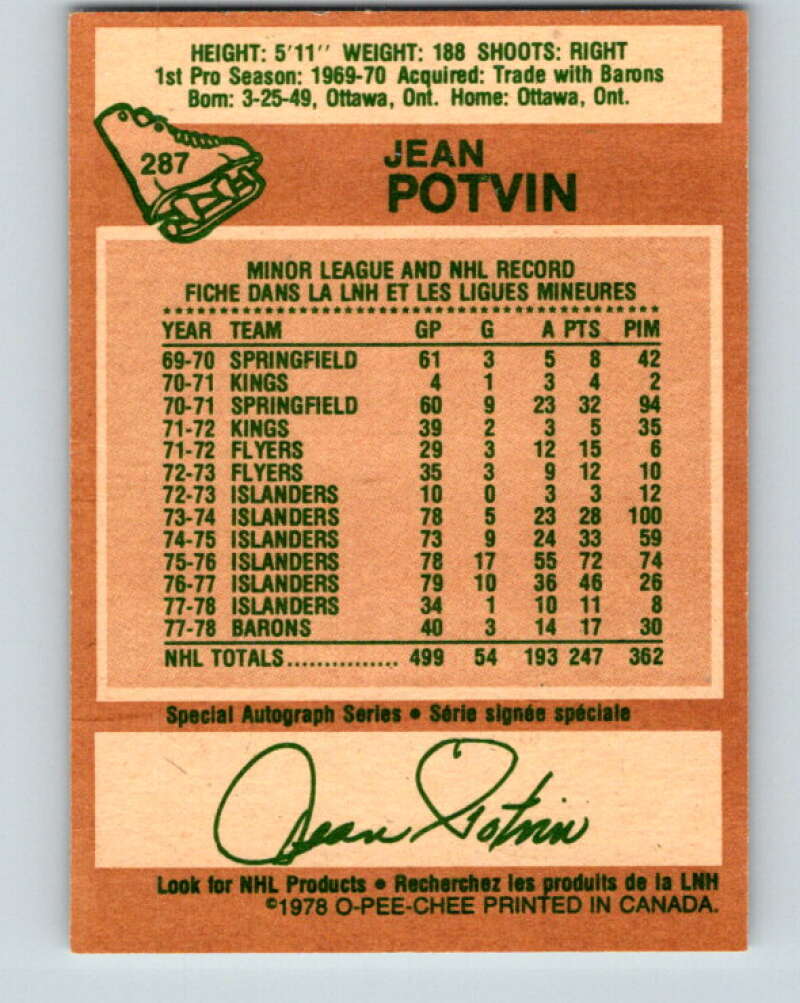 HEIGHT: 5'11" WEIGHT: 188 SHOOTS: RIGHT
1st Pro Season: 1969-70 Acquired: Trade with Barons
Born: 3-25-49, Ottawa, Ont. Home: Ottawa, Ont.
287
JEAN
POTVIN
MINOR LEAGUE AND NHL RECORD
FICHE DANS LA LNH ET LES LIGUES MINEURES
YEAR TEAM GP G A PTS PIM
69-70 SPRINGFIELD 61 3 5 8 42
70-71 KINGS 4 1 3 4 2
70-71 SPRINGFIELD 60 9 23 32 94
71-72 KINGS 39 2 3 5 35
71-72 FLYERS 29 3 12 15 6
72-73 FLYERS 35 3 9 12 10
72-73 ISLANDERS 10 0 3 3 12
73-74 ISLANDERS 78 5 23 28 100
74-75 ISLANDERS 73 9 24 33 59
75-76 ISLANDERS 78 17 55 72 74
76-77 ISLANDERS 79 10 36 46 26
77-78 ISLANDERS 34 1 10 11 8
77-78 BARONS 40 3 14 17 30
NHL TOTALS............... 499 54 193 247 362
Special Autograph Series • Série signée spéciale
Jean Potvin
Look for NHL Products • Recherchez les produits de la LNH
©1978 O-PEE-CHEE PRINTED IN CANADA.